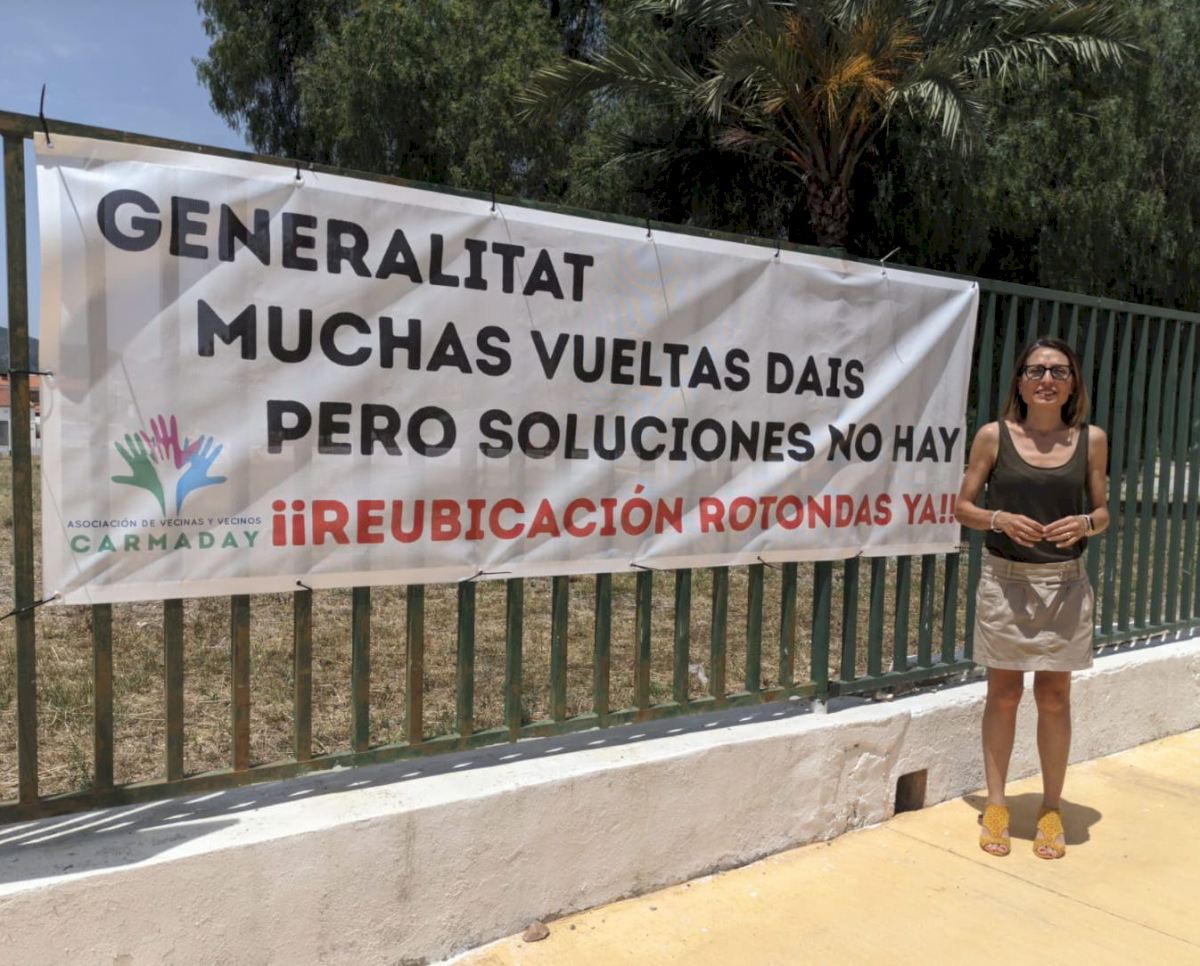 GENERALITAT
MUCHAS VUELTAS DAIS
PERO SOLUCIONES NO HAY
¡¡REUBICACIÓN ROTONDAS YA!!
ASOCIACIÓN DE VECINAS Y VECINOS
CARMADAY